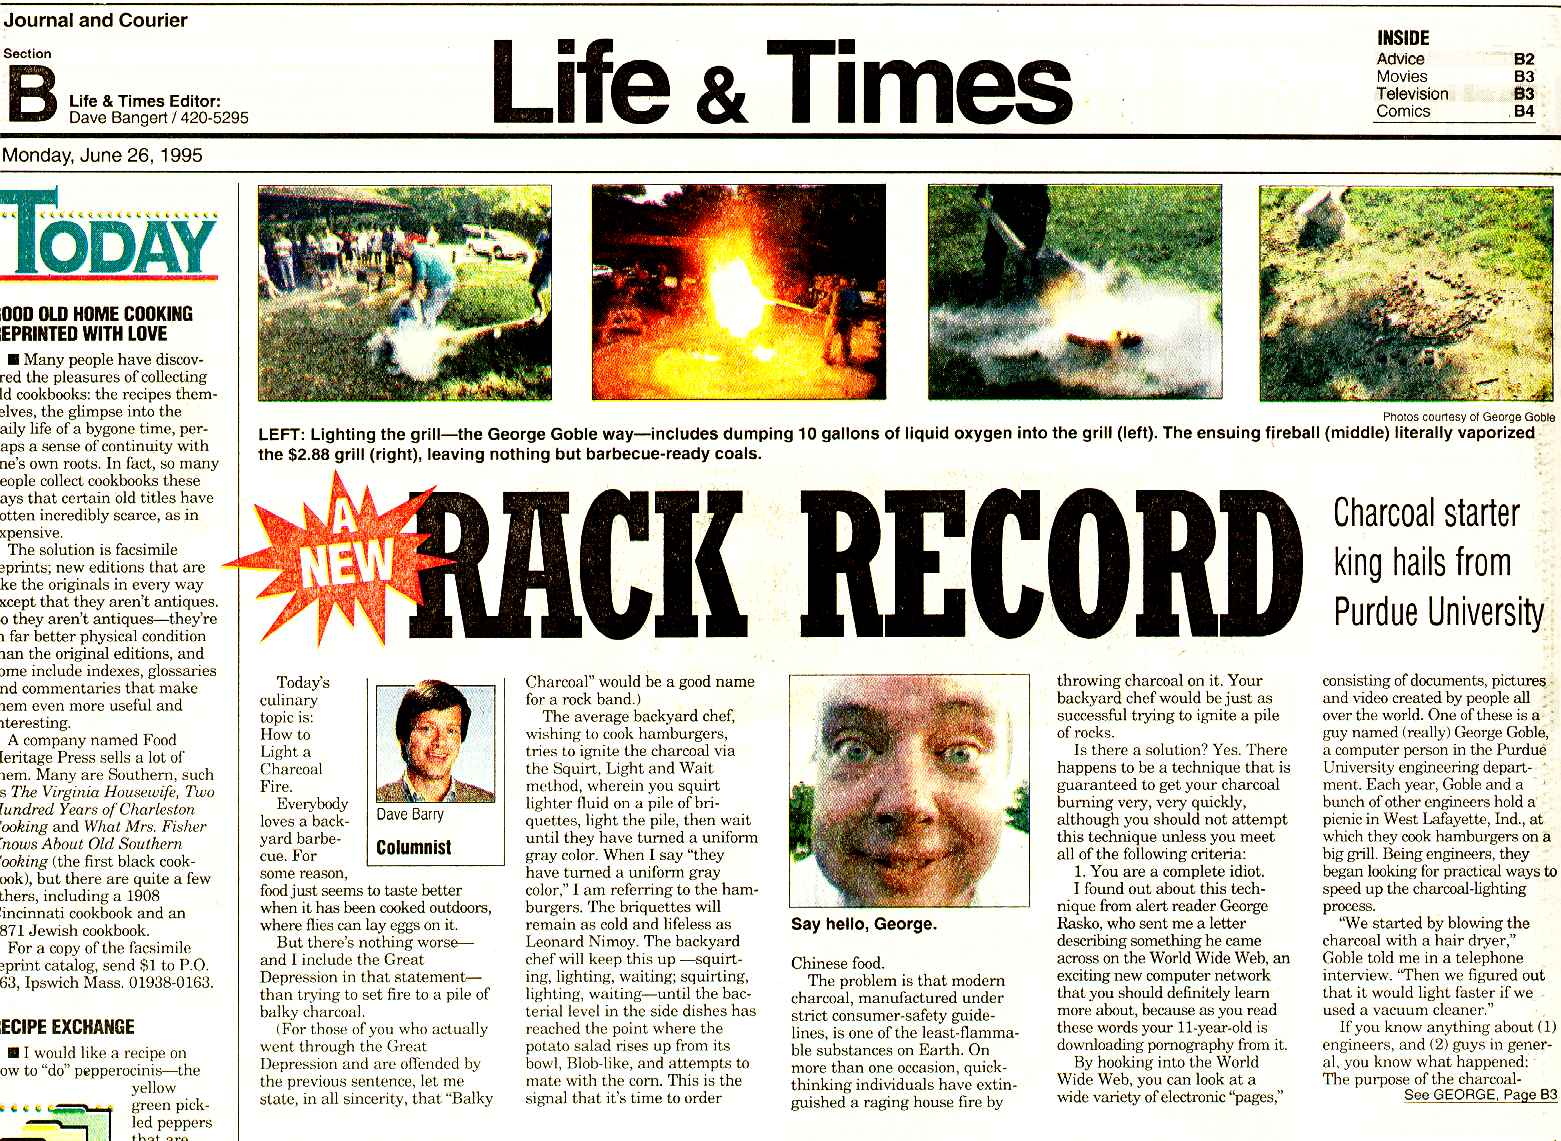 Journal and Courier
Section
B
Life & Times Editor:
Dave Bangert / 420-5295
Life & Times
INSIDE
Advice B2
Movies B3
Television B3
Comics B4
Monday, June 26, 1995
TODAY
OOD OLD HOME COOKING
EPRINTED WITH LOVE
■ Many people have discov-
red the pleasures of collecting
ld cookbooks: the recipes them-
elves, the glimpse into the
aily life of a bygone time, per-
aps a sense of continuity with
ne's own roots. In fact, so many
eople collect cookbooks these
ays that certain old titles have
otten incredibly scarce, as in
xpensive.
The solution is facsimile
eprints; new editions that are
ke the originals in every way
xcept that they aren't antiques.
o they aren't antiques—they're
n far better physical condition
han the original editions, and
ome include indexes, glossaries
nd commentaries that make
hem even more useful and
nteresting.
A company named Food
Heritage Press sells a lot of
hem. Many are Southern, such
s The Virginia Housewife, Two
Hundred Years of Charleston
Cooking and What Mrs. Fisher
Knows About Old Southern
Cooking (the first black cook-
ook), but there are quite a few
thers, including a 1908
Cincinnati cookbook and an
871 Jewish cookbook.
For a copy of the facsimile
eprint catalog, send $1 to P.O.
63, Ipswich Mass. 01938-0163.
ECIPE EXCHANGE
■ I would like a recipe on
ow to "do" pepperocinis—the
yellow
green pick-
led peppers
that are
Photos courtesy of George Goble
LEFT: Lighting the grill—the George Goble way—includes dumping 10 gallons of liquid oxygen into the grill (left). The ensuing fireball (middle) literally vaporized
the $2.88 grill (right), leaving nothing but barbecue-ready coals.
A
NEW
RACK RECORD
Charcoal starter
king hails from
Purdue University
Today's
culinary
topic is:
How to
Light a
Charcoal
Fire.
Everybody
loves a back-
yard barbe-
cue. For
some reason,
food just seems to taste better
when it has been cooked outdoors,
where flies can lay eggs on it.
But there's nothing worse—
and I include the Great
Depression in that statement—
than trying to set fire to a pile of
balky charcoal.
(For those of you who actually
went through the Great
Depression and are offended by
the previous sentence, let me
state, in all sincerity, that "Balky
Dave Barry
Columnist
Charcoal" would be a good name
for a rock band.)
The average backyard chef,
wishing to cook hamburgers,
tries to ignite the charcoal via
the Squirt, Light and Wait
method, wherein you squirt
lighter fluid on a pile of bri-
quettes, light the pile, then wait
until they have turned a uniform
gray color. When I say "they
have turned a uniform gray
color," I am referring to the ham-
burgers. The briquettes will
remain as cold and lifeless as
Leonard Nimoy. The backyard
chef will keep this up —squirt-
ing, lighting, waiting; squirting,
lighting, waiting—until the bac-
terial level in the side dishes has
reached the point where the
potato salad rises up from its
bowl, Blob-like, and attempts to
mate with the corn. This is the
signal that it's time to order
Say hello, George.
Chinese food.
The problem is that modern
charcoal, manufactured under
strict consumer-safety guide-
lines, is one of the least-flamma-
ble substances on Earth. On
more than one occasion, quick-
thinking individuals have extin-
guished a raging house fire by
throwing charcoal on it. Your
backyard chef would be just as
successful trying to ignite a pile
of rocks.
Is there a solution? Yes. There
happens to be a technique that is
guaranteed to get your charcoal
burning very, very quickly,
although you should not attempt
this technique unless you meet
all of the following criteria:
1. You are a complete idiot.
I found out about this tech-
nique from alert reader George
Rasko, who sent me a letter
describing something he came
across on the World Wide Web, an
exciting new computer network
that you should definitely learn
more about, because as you read
these words your 11-year-old is
downloading pornography from it.
By hooking into the World
Wide Web, you can look at a
wide variety of electronic "pages,"
consisting of documents, pictures
and video created by people all
over the world. One of these is a
guy named (really) George Goble,
a computer person in the Purdue
University engineering depart-
ment. Each year, Goble and a
bunch of other engineers hold a
picnic in West Lafayette, Ind., at
which they cook hamburgers on a
big grill. Being engineers, they
began looking for practical ways to
speed up the charcoal-lighting
process.
"We started by blowing the
charcoal with a hair dryer,"
Goble told me in a telephone
interview. "Then we figured out
that it would light faster if we
used a vacuum cleaner."
If you know anything about (1)
engineers, and (2) guys in gener-
al, you know what happened:
The purpose of the charcoal-
See GEORGE, Page B3